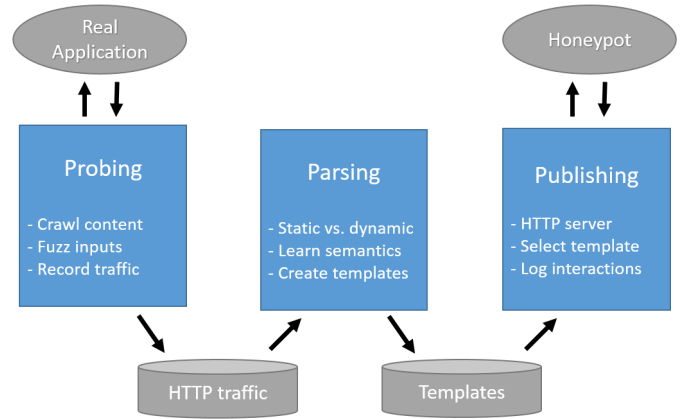 Real
Application
Honeypot
Probing
- Crawl content
- Fuzz inputs
- Record traffic
Parsing
- Static vs. dynamic
- Learn semantics
- Create templates
Publishing
- HTTP server
- Select template
- Log interactions
HTTP traffic
Templates